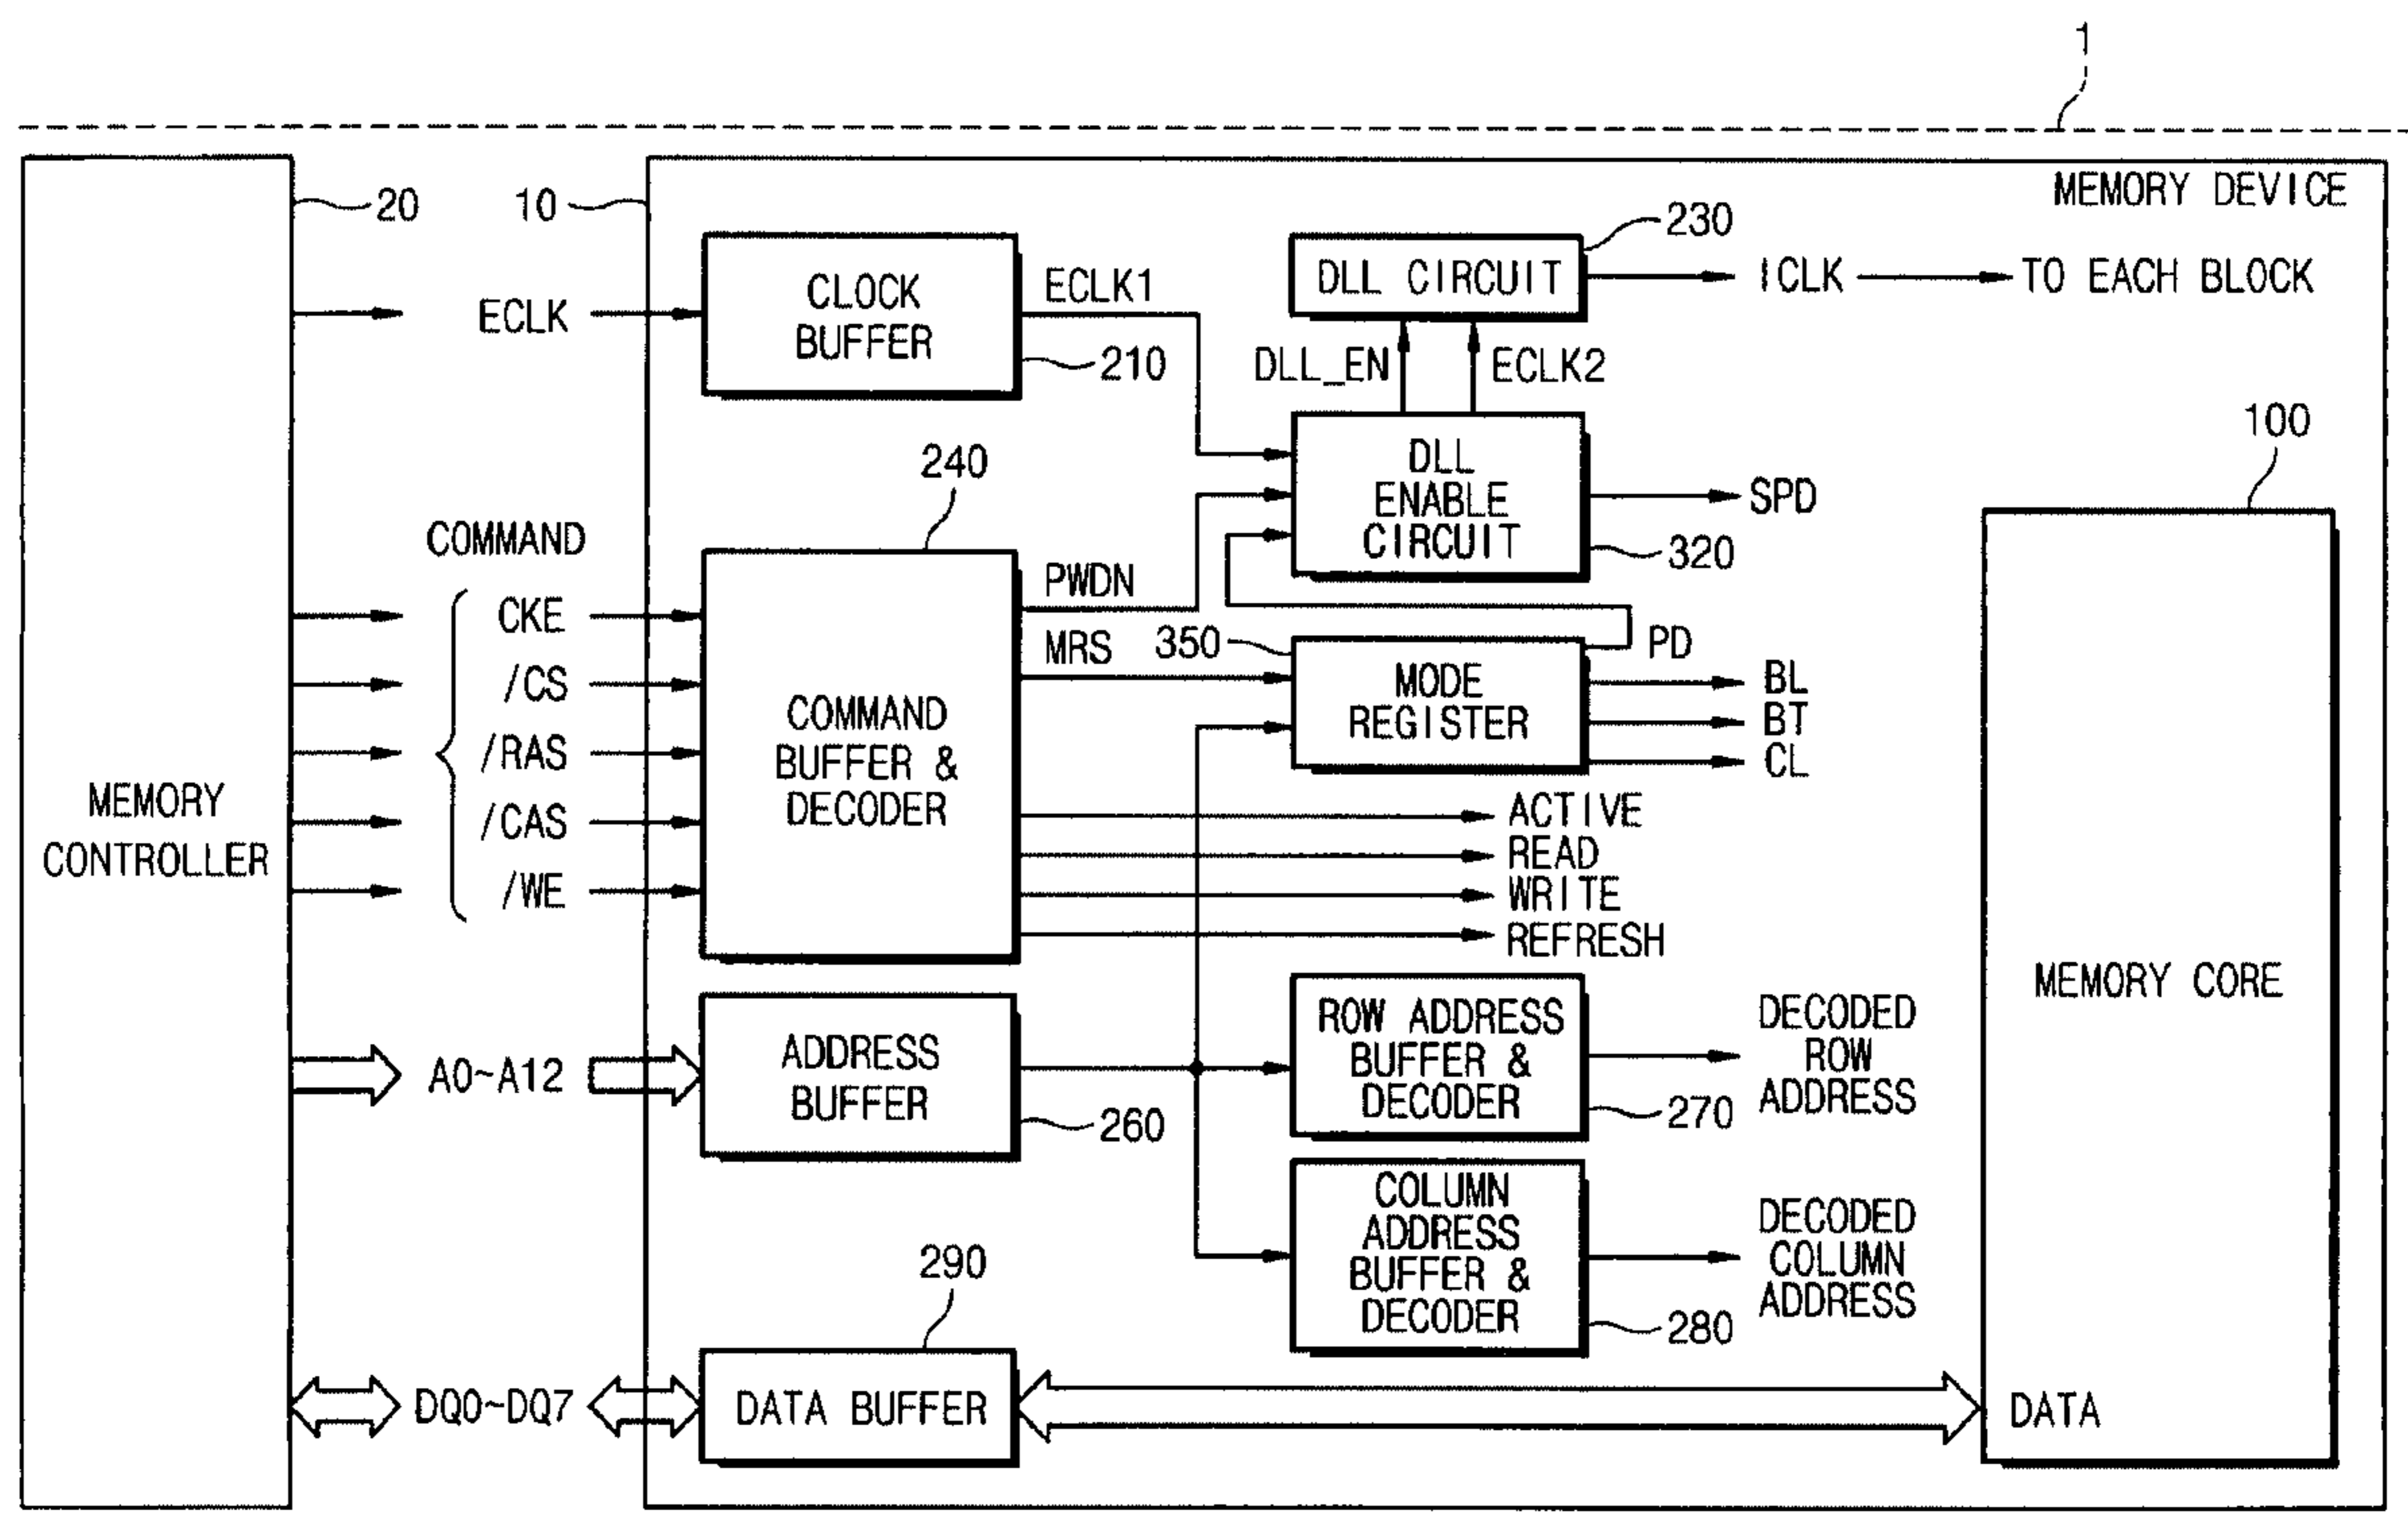 1
20
10
MEMORY DEVICE
230
CLOCK
BUFFER
ECLK1
DLL CIRCUIT
ICLK
TO EACH BLOCK
ECLK
210
DLL_EN
ECLK2
100
240
DLL
ENABLE
CIRCUIT
SPD
320
COMMAND
CKE
/CS
/RAS
/CAS
/WE
PWDN
MRS
350
PD
MODE
REGISTER
BL
BT
CL
COMMAND
BUFFER &
DECODER
MEMORY
CONTROLLER
ACTIVE
READ
WRITE
REFRESH
MEMORY CORE
A0~A12
ADDRESS
BUFFER
260
ROW ADDRESS
BUFFER &
DECODER
270
DECODED
ROW
ADDRESS
COLUMN
ADDRESS
BUFFER &
DECODER
280
DECODED
COLUMN
ADDRESS
290
DQ0~DQ7
DATA BUFFER
DATA